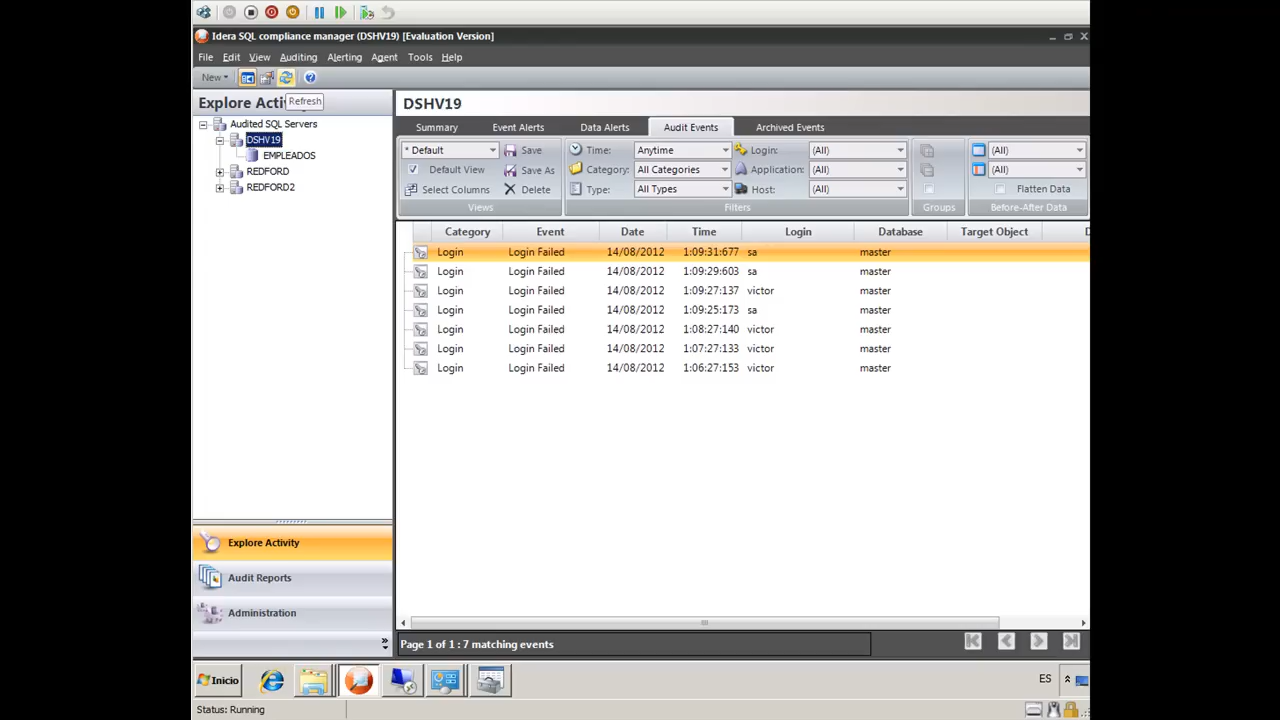 Idera SQL compliance manager (DSHV19) [Evaluation Version]
File Edit View Auditing Alerting Agent Tools Help
New
Explore Acti
Refresh
Audited SQL Servers
DSHV19
EMPLEADOS
REDFORD
REDFORD2
DSHV19
Summary Event Alerts Data Alerts Audit Events Archived Events
* Default Save Time: Anytime Login: (All) (All)
Default View Save As Category: All Categories Application: (All) (All)
Select Columns Delete Type: All Types Host: (All) Flatten Data
Views Filters Groups Before-After Data
Category Event Date Time Login Database Target Object D
Login Login Failed 14/08/2012 1:09:31:677 sa master
Login Login Failed 14/08/2012 1:09:29:603 sa master
Login Login Failed 14/08/2012 1:09:27:137 victor master
Login Login Failed 14/08/2012 1:09:25:173 sa master
Login Login Failed 14/08/2012 1:08:27:140 victor master
Login Login Failed 14/08/2012 1:07:27:133 victor master
Login Login Failed 14/08/2012 1:06:27:153 victor master
Explore Activity
Audit Reports
Administration
Page 1 of 1 : 7 matching events
Inicio
ES
Status: Running